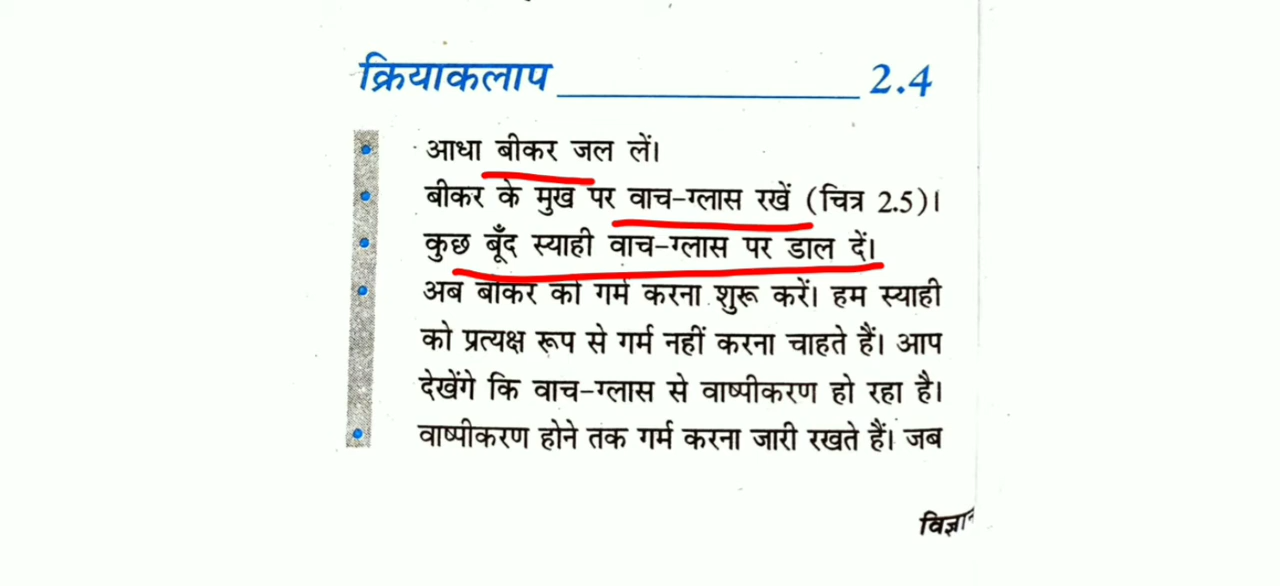 क्रियाकलाप 2.4
आधा बीकर जल लें।
बीकर के मुख पर वाच-ग्लास रखें (चित्र 2.5)।
कुछ बूँद स्याही वाच-ग्लास पर डाल दें।
अब बीकर को गर्म करना शुरू करें। हम स्याही
को प्रत्यक्ष रूप से गर्म नहीं करना चाहते हैं। आप
देखेंगे कि वाच-ग्लास से वाष्पीकरण हो रहा है।
वाष्पीकरण होने तक गर्म करना जारी रखते हैं। जब